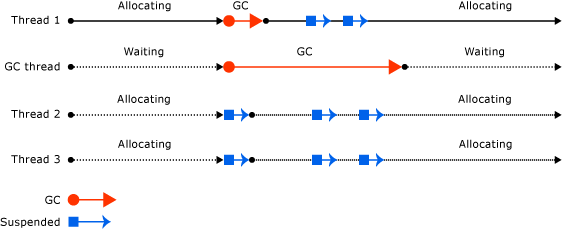 Allocating GC Allocating
Thread 1
Waiting GC Waiting
GC thread
Allocating Allocating
Thread 2
Allocating Allocating
Thread 3
GC
Suspended